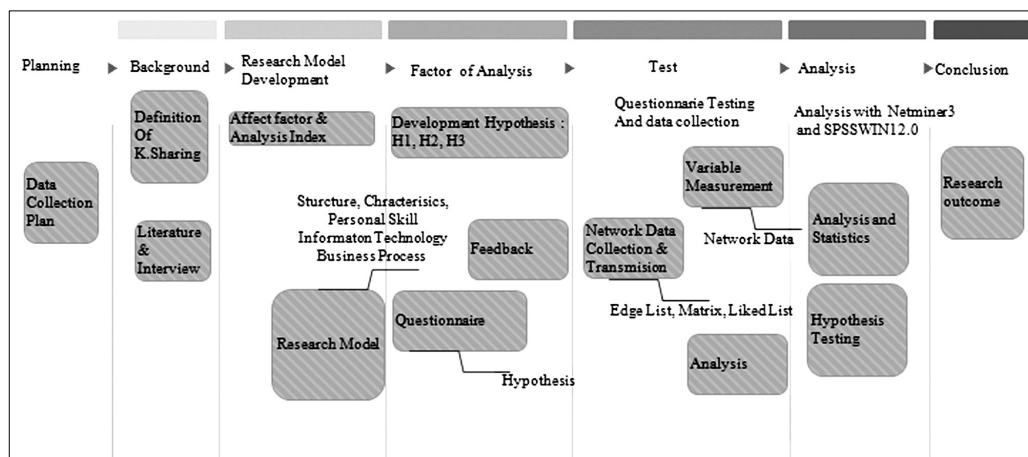 Planning
Background
Research Model
Development
Factor of Analysis
Test
Analysis
Conclusion
Data
Collection
Plan
Definition
Of
K.Sharing
Literature
& Interview
Affect factor &
Analysis Index
Sturcture, Chracterisics,
Personal Skill
Informaton Technology
Business Process
Research Model
Development Hypothesis :
H1, H2, H3
Feedback
Questionnaire
Hypothesis
Questionnarie Testing
And data collection
Variable
Measurement
Network Data
Network Data
Collection &
Transmision
Edge List, Matrix, Liked List
Analysis
Analysis with Netminer3
and SPSSWIN12.0
Analysis and
Statistics
Hypothesis
Testing
Research
outcome